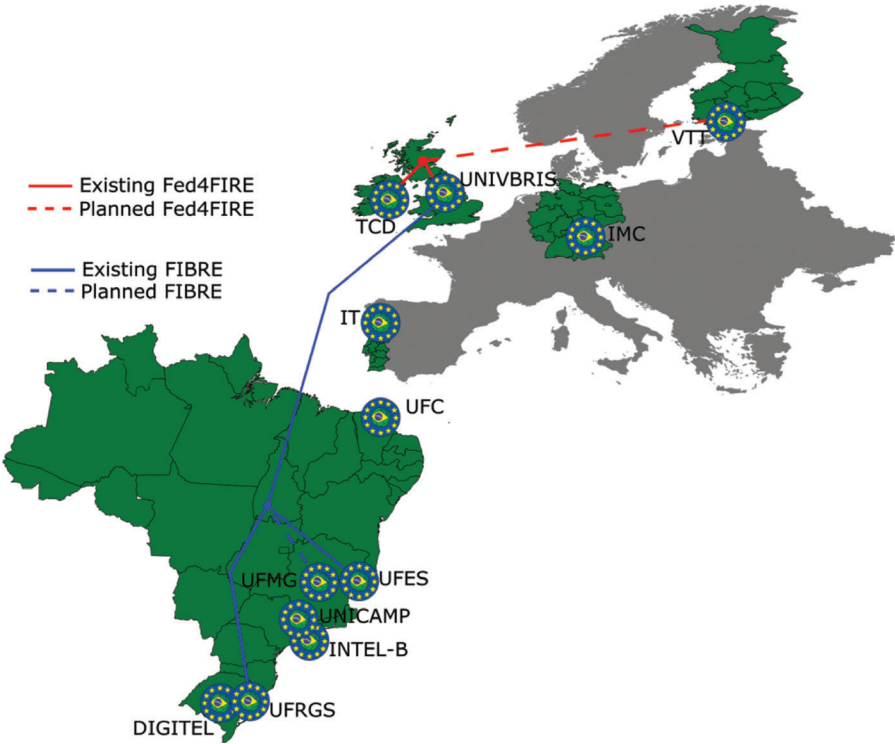 VTT
UNIVBRIS
Existing Fed4FIRE
Planned Fed4FIRE
TCD
IMC
Existing FIBRE
Planned FIBRE
IT
UFC
UFMG
UFES
UNICAMP
INTEL-B
UFRGS
DIGITEL